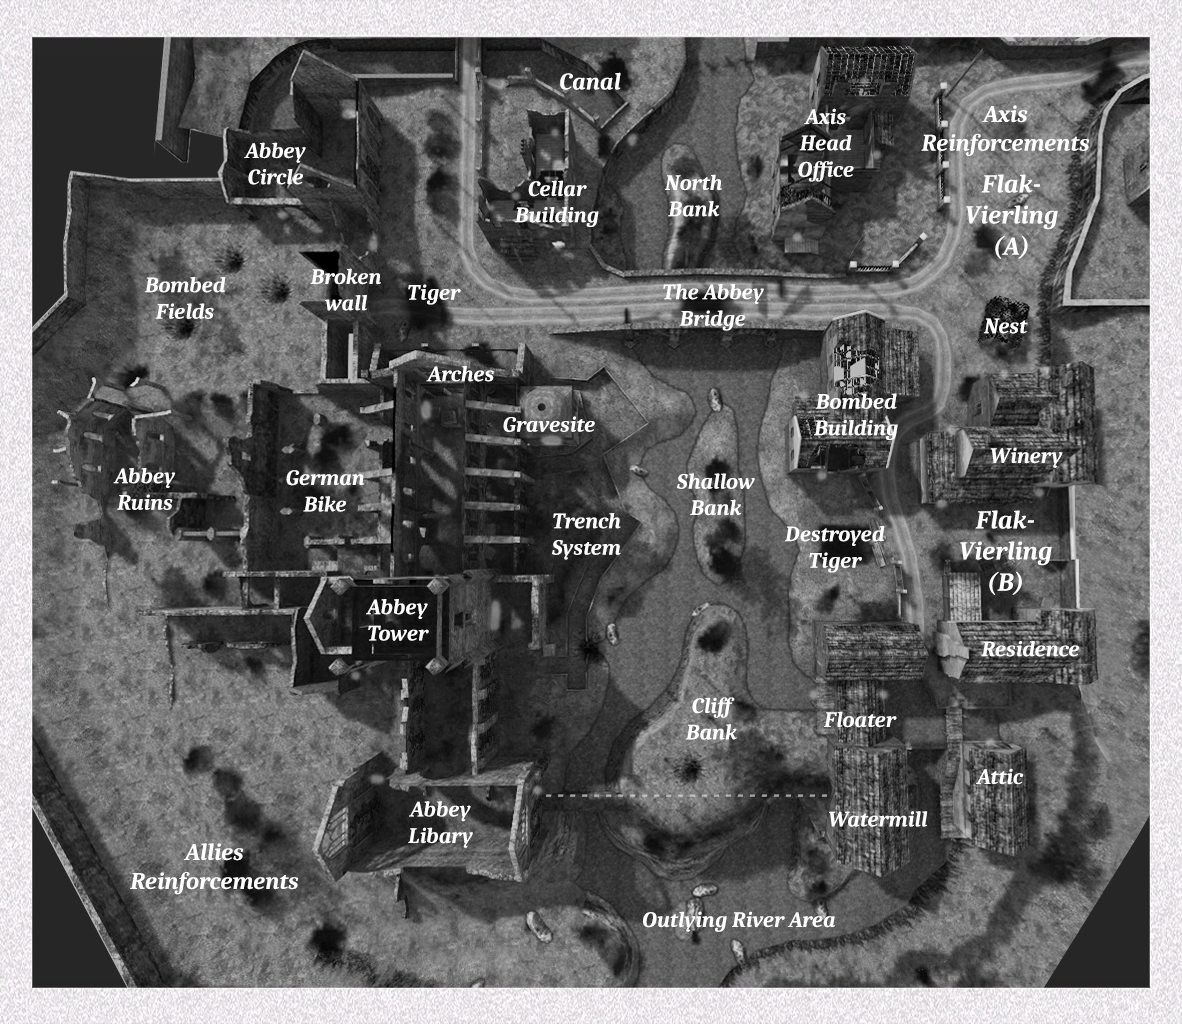 Canal
Axis
Head
Office
Axis
Reinforcements
Abbey
Circle
Cellar
Building
North
Bank
Flak-
Vierling
(A)
Bombed
Fields
Broken
wall
Tiger
The Abbey
Bridge
Nest
Arches
Gravesite
Bombed
Building
Winery
Abbey
Ruins
German
Bike
Shallow
Bank
Trench
System
Destroyed
Tiger
Flak-
Vierling
(B)
Abbey
Tower
Residence
Cliff
Bank
Floater
Attic
Abbey
Libary
Watermill
Allies
Reinforcements
Outlying River Area